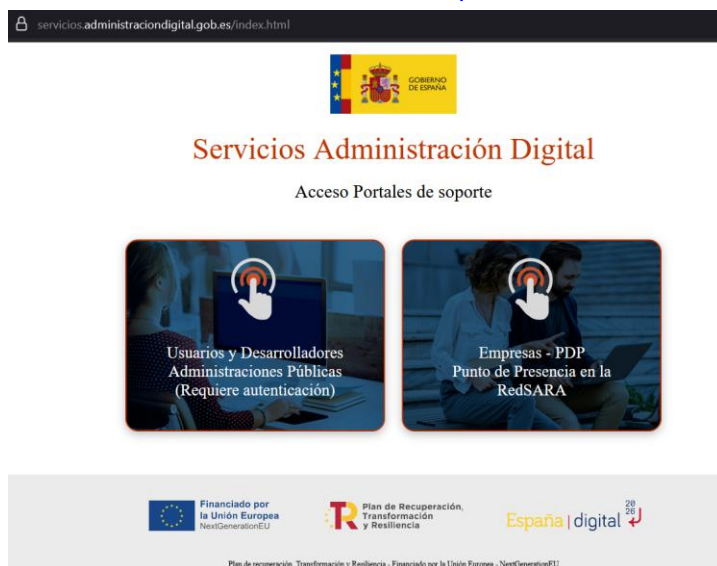 servicios.administraciondigital.gob.es/index.html
GOBIERNO
DE ESPAÑA
Servicios Administración Digital
Acceso Portales de soporte
Usuarios y Desarrolladores
Administraciones Públicas
(Requiere autenticación)
Empresas - PDP
Punto de Presencia en la
RedSARA
Financiado por
la Unión Europea
NextGenerationEU
Plan de Recuperación,
Transformación
y Resiliencia
España | digital 2026
Plan de recuperación, Transformación y Resiliencia - Financiado por la Unión Europea - NextGenerationEU